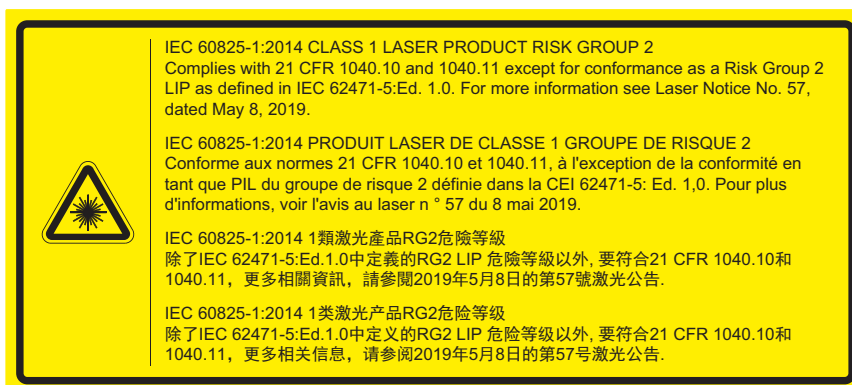 IEC 60825-1:2014 CLASS 1 LASER PRODUCT RISK GROUP 2
Complies with 21 CFR 1040.10 and 1040.11 except for conformance as a Risk Group 2
LIP as defined in IEC 62471-5:Ed. 1.0. For more information see Laser Notice No. 57,
dated May 8, 2019.
IEC 60825-1:2014 PRODUIT LASER DE CLASSE 1 GROUPE DE RISQUE 2
Conforme aux normes 21 CFR 1040.10 et 1040.11, à l'exception de la conformité en
tant que PIL du groupe de risque 2 définie dans la CEI 62471-5: Ed. 1,0. Pour plus
d'informations, voir l'avis au laser n ° 57 du 8 mai 2019.
IEC 60825-1:2014 1類激光產品RG2危險等級
除了IEC 62471-5:Ed.1.0中定義的RG2 LIP 危險等級以外, 要符合21 CFR 1040.10和
1040.11，更多相關資訊，請參閱2019年5月8日的第57號激光公告.
IEC 60825-1:2014 1类激光产品RG2危险等级
除了IEC 62471-5:Ed.1.0中定义的RG2 LIP 危险等级以外, 要符合21 CFR 1040.10和
1040.11，更多相关信息，请参阅2019年5月8日的第57号激光公告.